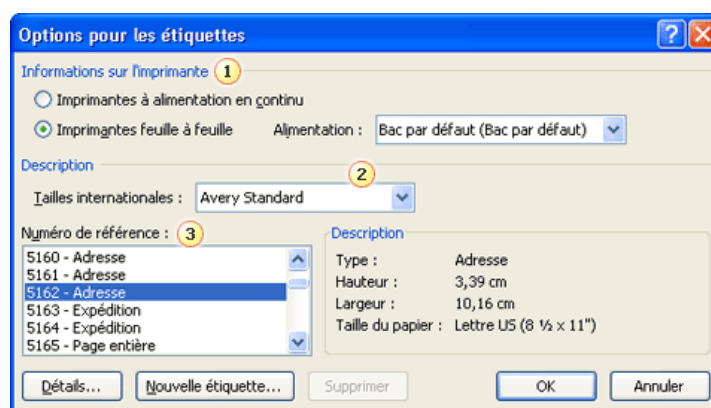 Options pour les étiquettes
Informations sur l'imprimante 1
Imprimantes à alimentation en continu
Imprimantes feuille à feuille Alimentation : Bac par défaut (Bac par défaut)
Description
2
Tailles internationales : Avery Standard
Numéro de référence : 3
5160 - Adresse
5161 - Adresse
5162 - Adresse
5163 - Expédition
5164 - Expédition
5165 - Page entière
Description
Type : Adresse
Hauteur : 3,39 cm
Largeur : 10,16 cm
Taille du papier : Lettre US (8 ½ x 11")
Détails... Nouvelle étiquette... Supprimer OK Annuler